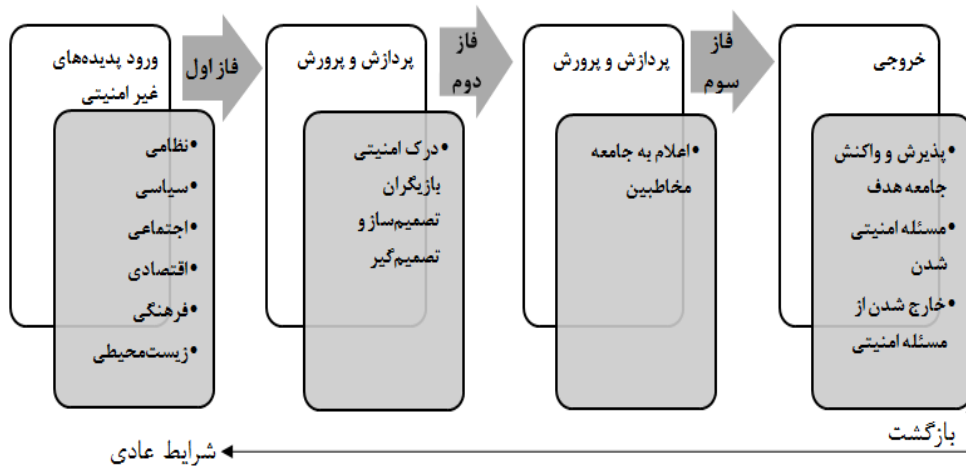 ورود پدیده‌های
غیر امنیتی
•نظامی
•سیاسی
•اجتماعی
•اقتصادی
•فرهنگی
•زیست‌محیطی
فاز اول
پردازش و پرورش
•درک امنیتی
بازیگران
تصمیم‌ساز و
تصمیم‌گیر
فاز
دوم
پردازش و پرورش
•اعلام به جامعه
مخاطبین
فاز
سوم
خروجی
•پذیرش و واکنش
جامعه هدف
•مسئله امنیتی
شدن
•خارج شدن از
مسئله امنیتی
بازگشت
شرایط عادی